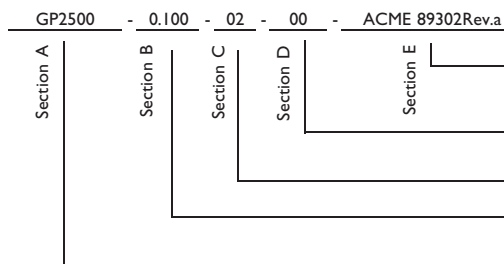 GP2500 - 0.100 - 02 - 00 - ACME 89302Rev.a
Section A
Section B
Section C
Section D
Section E